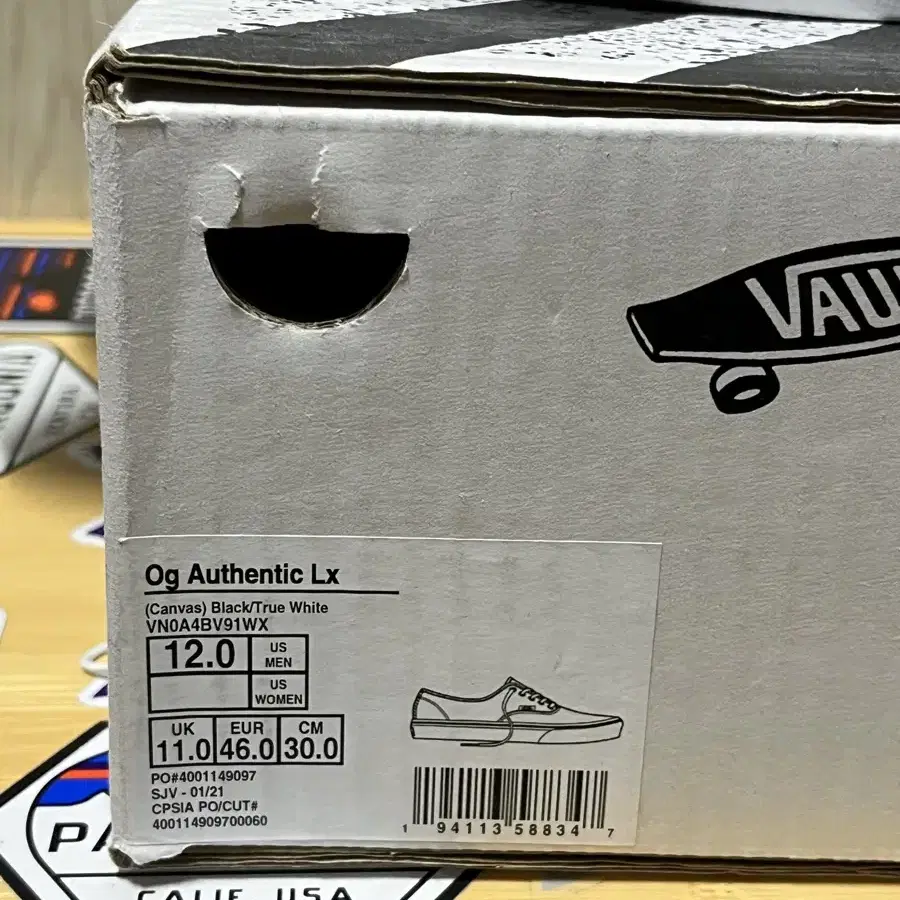 VAU
Og Authentic Lx
(Canvas) Black/True White
VN0A4BV91WX
12.0 US MEN
US WOMEN
UK EUR CM
11.0 46.0 30.0
PO#4001149097
SJV - 01/21
CPSIA PO/CUT#
400114909700060
1 94113 58834 7
PA
CALIF USA